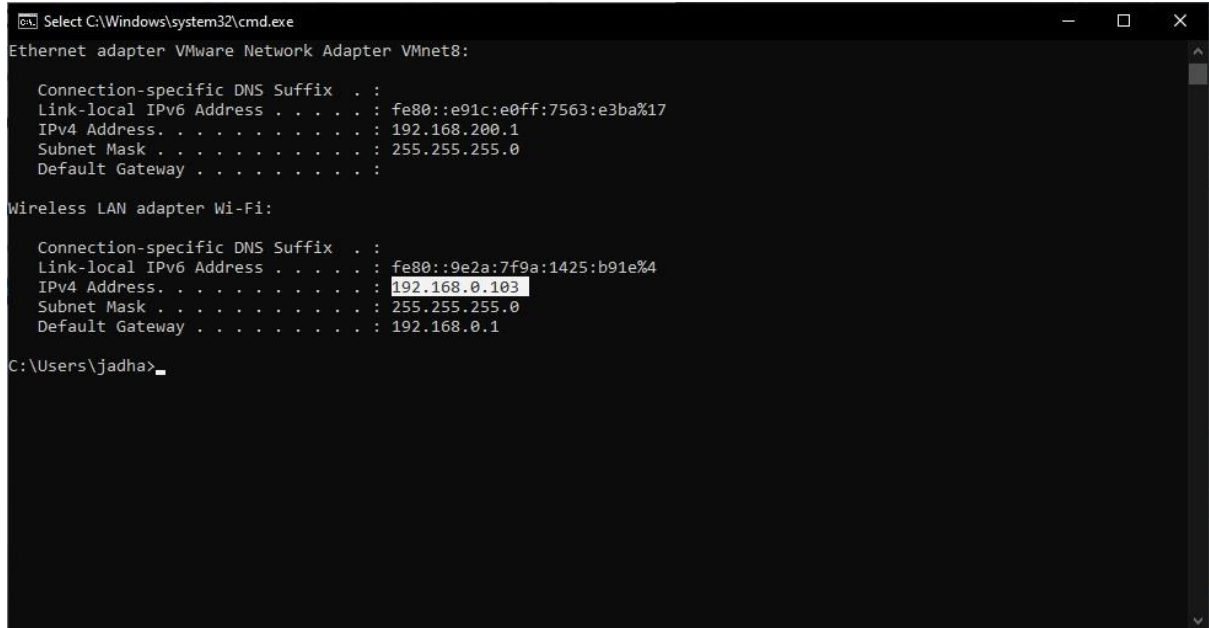 Select C:\Windows\system32\cmd.exe
Ethernet adapter VMware Network Adapter VMnet8:
Connection-specific DNS Suffix . :
Link-local IPv6 Address . . . . . : fe80::e91c:e0ff:7563:e3ba%17
IPv4 Address. . . . . . . . . . . : 192.168.200.1
Subnet Mask . . . . . . . . . . . : 255.255.255.0
Default Gateway . . . . . . . . . :
Wireless LAN adapter Wi-Fi:
Connection-specific DNS Suffix . :
Link-local IPv6 Address . . . . . : fe80::9e2a:7f9a:1425:b91e%4
IPv4 Address. . . . . . . . . . . : 192.168.0.103
Subnet Mask . . . . . . . . . . . : 255.255.255.0
Default Gateway . . . . . . . . . : 192.168.0.1
C:\Users\jadha>